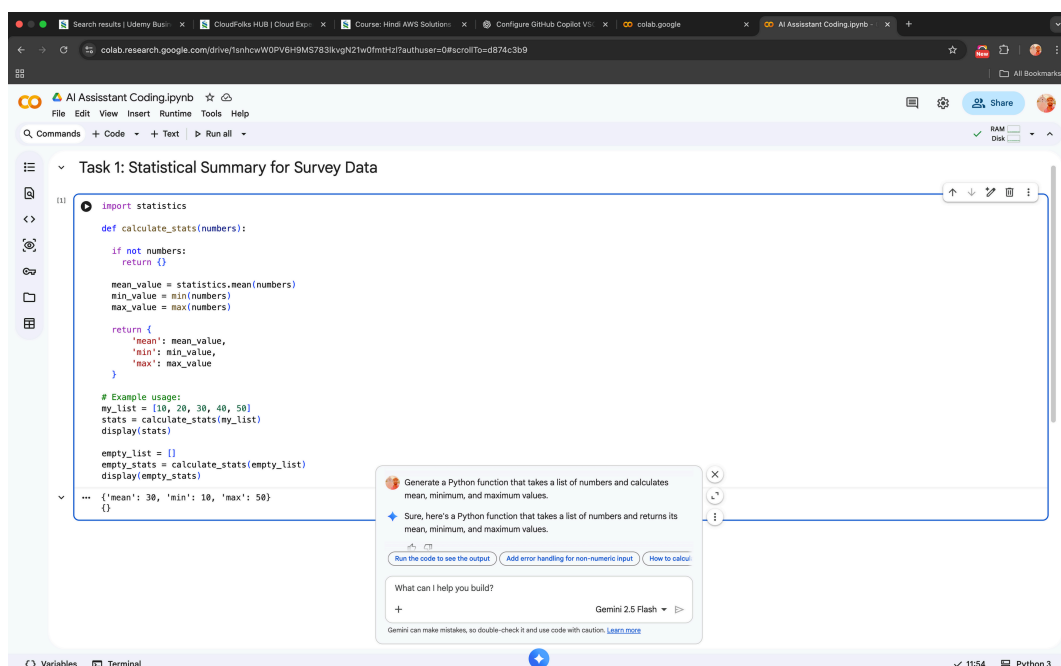 Search results | Udemy Busin
CloudFolks HUB | Cloud Expe
Course: Hindi AWS Solutions
Configure GitHub Copilot VS
colab.google
AI Assisstant Coding.ipynb -
colab.research.google.com/drive/1snhcwW0PV6H9MS783lkvgN21w0fmtHzl?authuser=0#scrollTo=d874c3b9
New
All Bookmarks
CO
AI Assisstant Coding.ipynb
File Edit View Insert Runtime Tools Help
Share
Commands + Code + Text Run all
RAM
Disk
Task 1: Statistical Summary for Survey Data
[1]
import statistics
def calculate_stats(numbers):
if not numbers:
return {}
mean_value = statistics.mean(numbers)
min_value = min(numbers)
max_value = max(numbers)
return {
'mean': mean_value,
'min': min_value,
'max': max_value
}
# Example usage:
my_list = [10, 20, 30, 40, 50]
stats = calculate_stats(my_list)
display(stats)
empty_list = []
empty_stats = calculate_stats(empty_list)
display(empty_stats)
{'mean': 30, 'min': 10, 'max': 50}
{}
Generate a Python function that takes a list of numbers and calculates
mean, minimum, and maximum values.
Sure, here's a Python function that takes a list of numbers and returns its
mean, minimum, and maximum values.
Run the code to see the output
Add error handling for non-numeric input
How to calcul
What can I help you build?
+ Gemini 2.5 Flash
Gemini can make mistakes, so double-check it and use code with caution. Learn more
Variables Terminal
11:54 Python 3